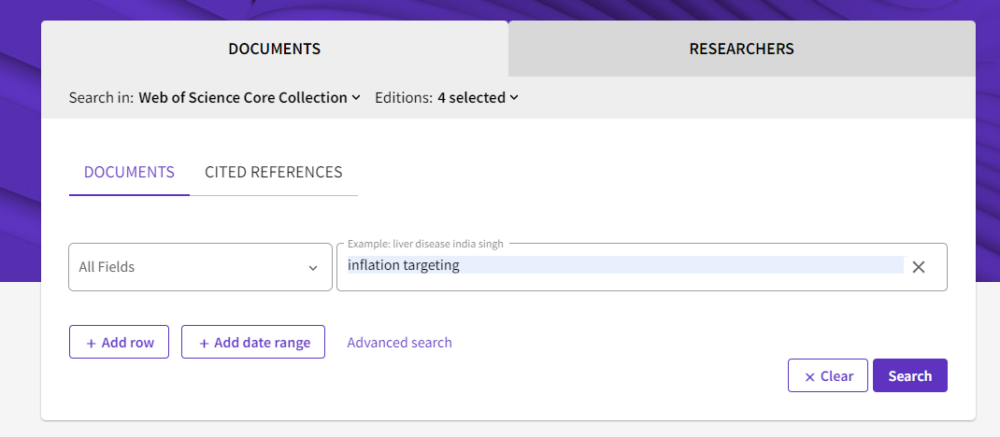 DOCUMENTS RESEARCHERS
Search in: Web of Science Core Collection Editions: 4 selected
DOCUMENTS CITED REFERENCES
Example: liver disease india singh
All Fields inflation targeting
+ Add row + Add date range Advanced search
× Clear Search